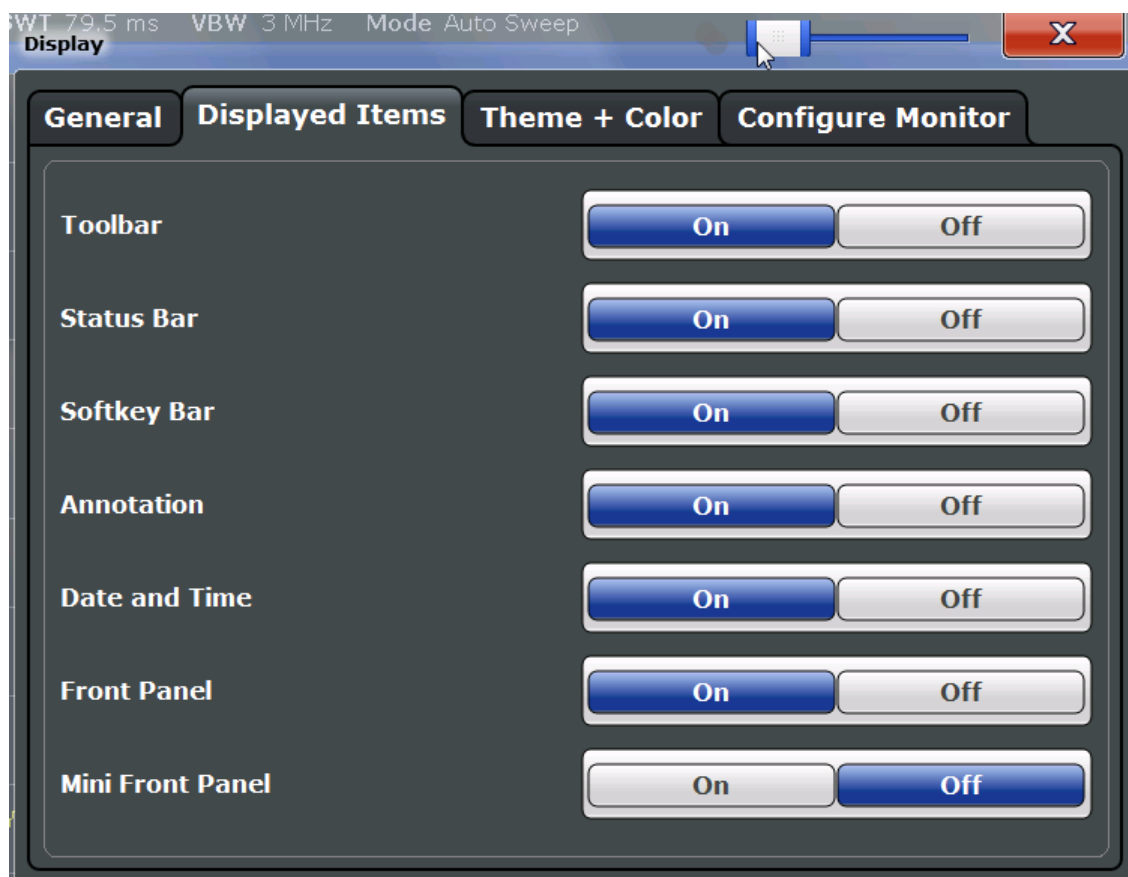 SWT 79.5 ms VBW 3 MHz Mode Auto Sweep
Display
X
General Displayed Items Theme + Color Configure Monitor
Toolbar On Off
Status Bar On Off
Softkey Bar On Off
Annotation On Off
Date and Time On Off
Front Panel On Off
Mini Front Panel On Off